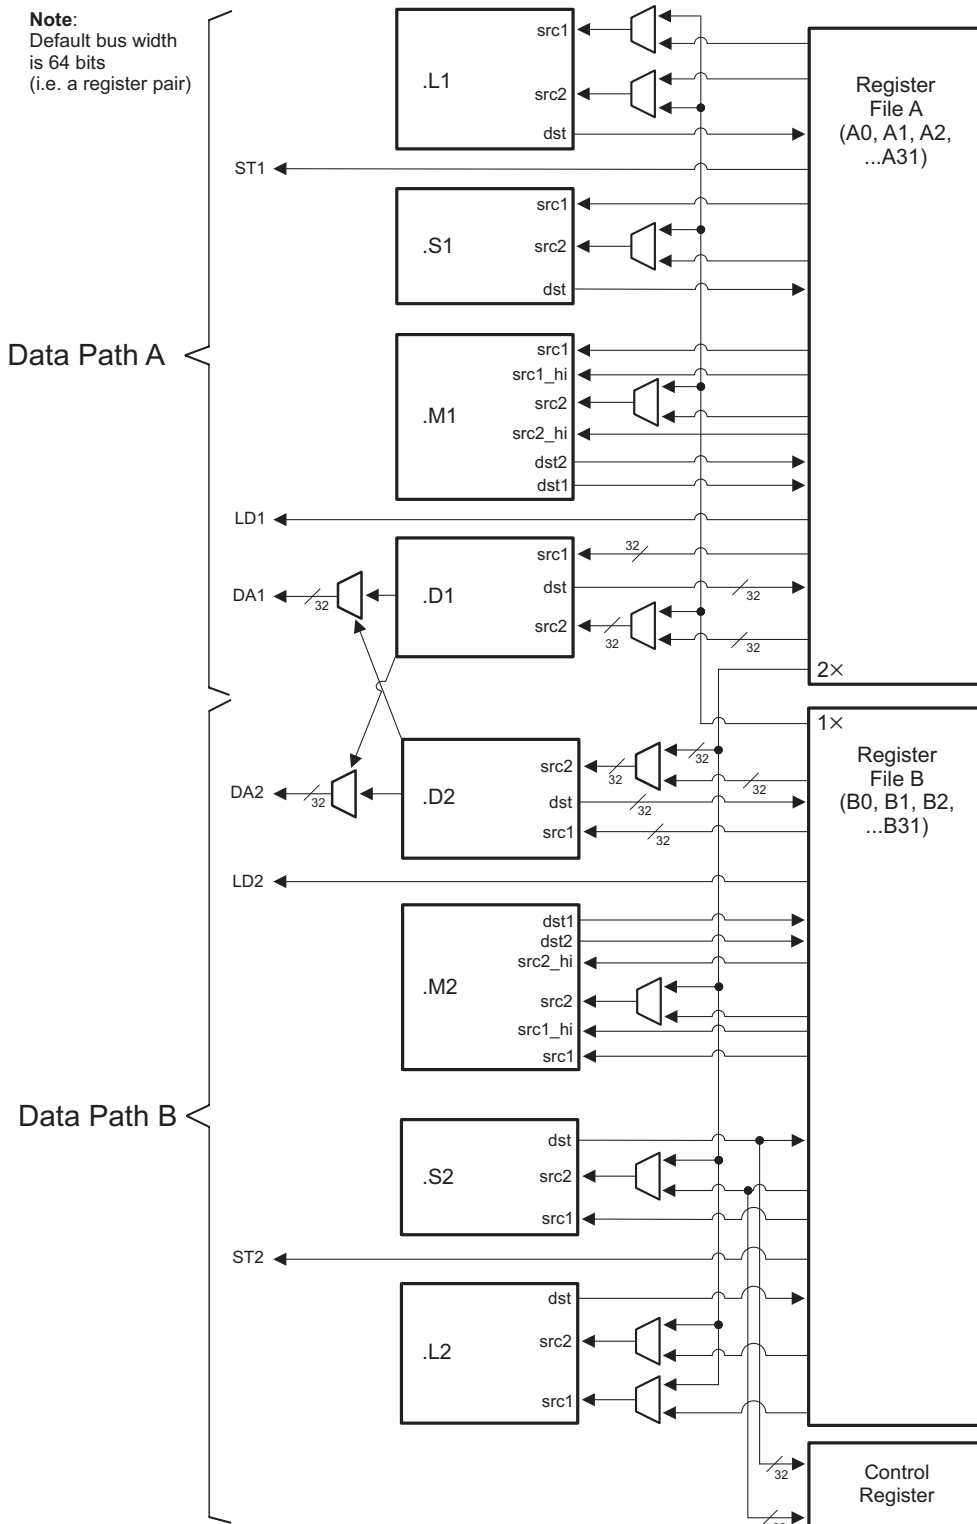 Note:
Default bus width
is 64 bits
(i.e. a register pair)
src1
.L1
src2
dst
Register
File A
(A0, A1, A2,
...A31)
ST1
src1
.S1
src2
dst
Data Path A
src1
src1_hi
.M1
src2
src2_hi
dst2
dst1
LD1
src1
32
.D1
dst
32
DA1
32
src2
32
32
2×
1×
Register
File B
(B0, B1, B2,
...B31)
src2
32
32
32
DA2
32
.D2
dst
32
src1
32
LD2
dst1
dst2
src2_hi
.M2
src2
src1_hi
src1
Data Path B
dst
.S2
src2
src1
ST2
dst
.L2
src2
src1
32
Control
Register